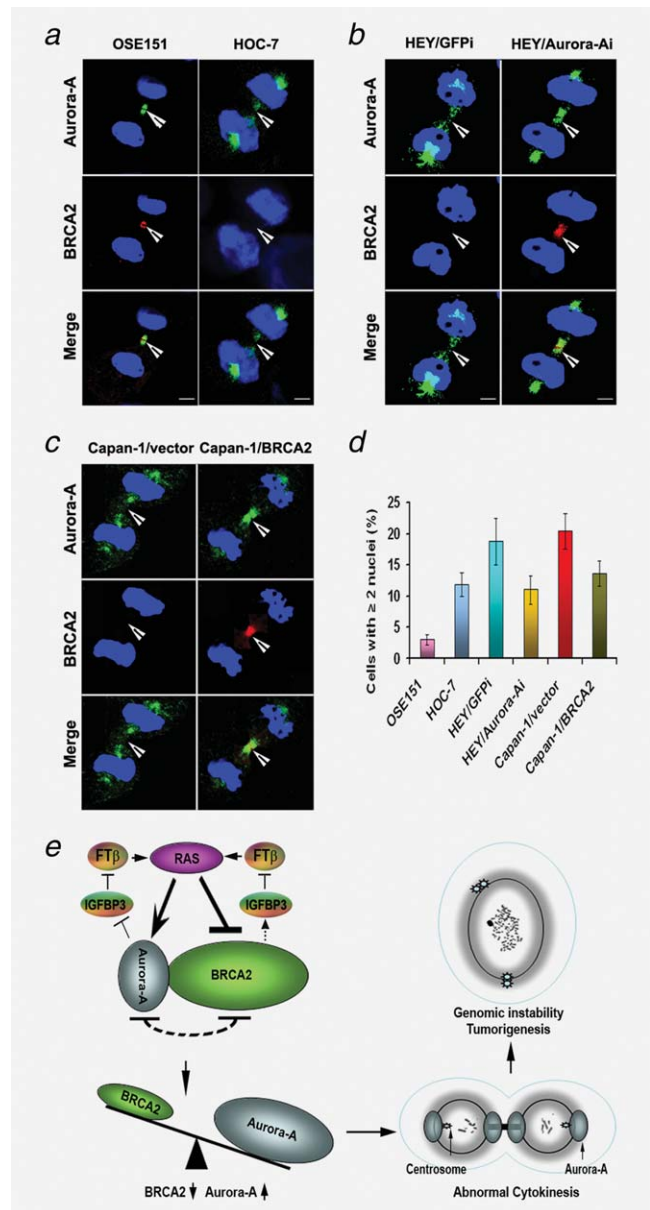 a
OSE151 HOC-7
Aurora-A
BRCA2
Merge
b
HEY/GFPi HEY/Aurora-Ai
Aurora-A
BRCA2
Merge
c
Capan-1/vector Capan-1/BRCA2
Aurora-A
BRCA2
Merge
d
Cells with ≥ 2 nuclei (%)
25
20
15
10
5
0
OSE151
HOC-7
HEY/GFPi
HEY/Aurora-Ai
Capan-1/vector
Capan-1/BRCA2
e
FTβ RAS FTβ
IGFBP3 IGFBP3
Aurora-A
BRCA2
BRCA2
Aurora-A
BRCA2 Aurora-A
Genomic instability
Tumorigenesis
Centrosome Aurora-A
Abnormal Cytokinesis